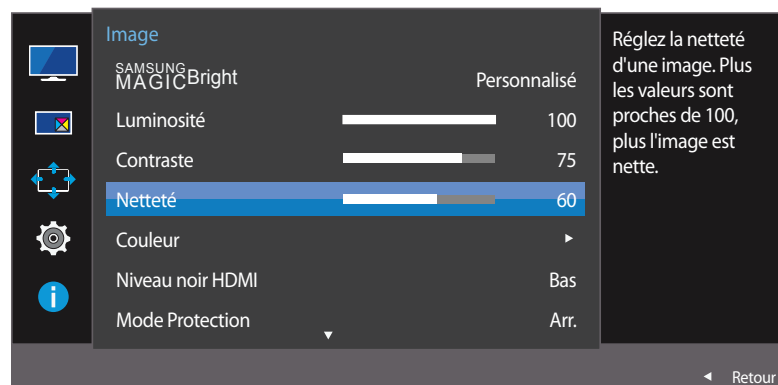 Image
SAMSUNG MAGICBright Personnalisé
Luminosité 100
Contraste 75
Netteté 60
Couleur
Niveau noir HDMI Bas
Mode Protection Arr.
Réglez la netteté
d'une image. Plus
les valeurs sont
proches de 100,
plus l'image est
nette.
Retour